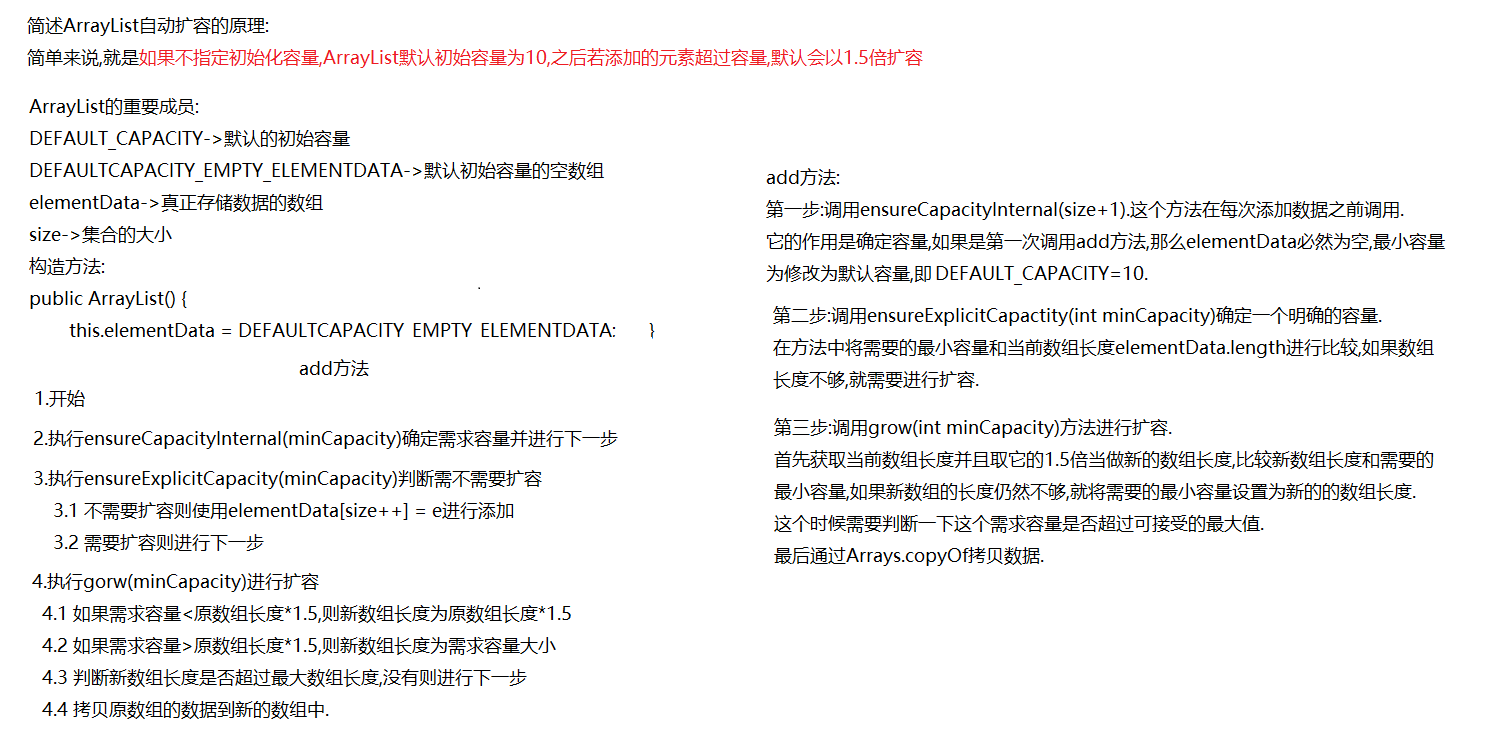 简述ArrayList自动扩容的原理:
简单来说,就是如果不指定初始化容量,ArrayList默认初始容量为10,之后若添加的元素超过容量,默认会以1.5倍扩容
ArrayList的重要成员:
DEFAULT_CAPACITY->默认的初始容量
DEFAULTCAPACITY_EMPTY_ELEMENTDATA->默认初始容量的空数组
elementData->真正存储数据的数组
size->集合的大小
构造方法:
public ArrayList() {
this.elementData = DEFAULTCAPACITY EMPTY ELEMENTDATA: }
add方法
1.开始
2.执行ensureCapacityInternal(minCapacity)确定需求容量并进行下一步
3.执行ensureExplicitCapacity(minCapacity)判断需不需要扩容
3.1 不需要扩容则使用elementData[size++] = e进行添加
3.2 需要扩容则进行下一步
4.执行gorw(minCapacity)进行扩容
4.1 如果需求容量<原数组长度*1.5,则新数组长度为原数组长度*1.5
4.2 如果需求容量>原数组长度*1.5,则新数组长度为需求容量大小
4.3 判断新数组长度是否超过最大数组长度,没有则进行下一步
4.4 拷贝原数组的数据到新的数组中.
add方法:
第一步:调用ensureCapacityInternal(size+1).这个方法在每次添加数据之前调用.
它的作用是确定容量,如果是第一次调用add方法,那么elementData必然为空,最小容量
为修改为默认容量,即 DEFAULT_CAPACITY=10.
第二步:调用ensureExplicitCapactity(int minCapacity)确定一个明确的容量.
在方法中将需要的最小容量和当前数组长度elementData.length进行比较,如果数组
长度不够,就需要进行扩容.
第三步:调用grow(int minCapacity)方法进行扩容.
首先获取当前数组长度并且取它的1.5倍当做新的数组长度,比较新数组长度和需要的
最小容量,如果新数组的长度仍然不够,就将需要的最小容量设置为新的的数组长度.
这个时候需要判断一下这个需求容量是否超过可接受的最大值.
最后通过Arrays.copyOf拷贝数据.